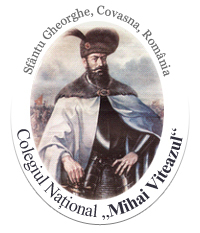 Sfântu Gheorghe, Covasna, România
Colegiul Național „Mihai Viteazul“